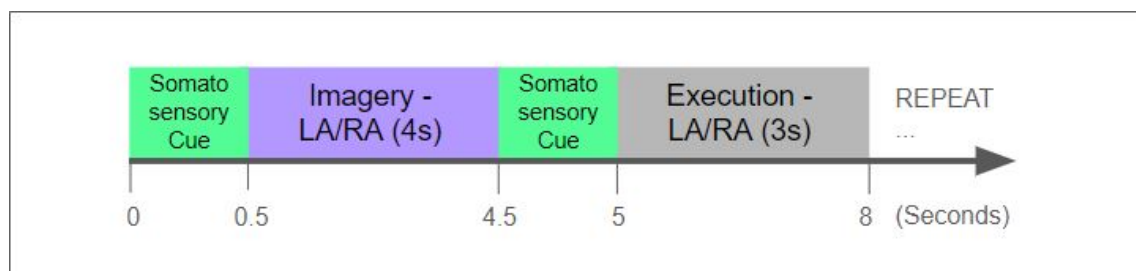 Somato
sensory
Cue
Imagery -
LA/RA (4s)
Somato
sensory
Cue
Execution -
LA/RA (3s)
REPEAT
...
0
0.5
4.5
5
8
(Seconds)